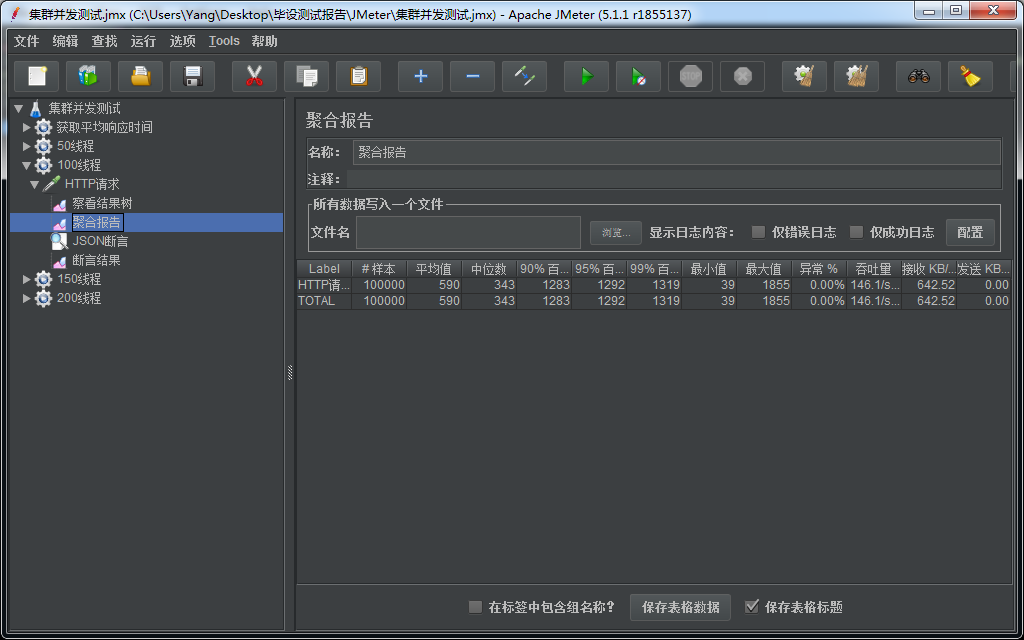 集群并发测试.jmx (C:\Users\Yang\Desktop\毕设测试报告\JMeter\集群并发测试.jmx) - Apache JMeter (5.1.1 r1855137)
文件 编辑 查找 运行 选项 Tools 帮助
STOP
集群并发测试
获取平均响应时间
50线程
100线程
HTTP请求
察看结果树
聚合报告
JSON断言
断言结果
150线程
200线程
聚合报告
名称： 聚合报告
注释：
所有数据写入一个文件
文件名 浏览... 显示日志内容： 仅错误日志 仅成功日志 配置
Label # 样本 平均值 中位数 90% 百... 95% 百... 99% 百... 最小值 最大值 异常 % 吞吐量 接收 KB/... 发送 KB...
HTTP请... 100000 590 343 1283 1292 1319 39 1855 0.00% 146.1/s... 642.52 0.00
TOTAL 100000 590 343 1283 1292 1319 39 1855 0.00% 146.1/s... 642.52 0.00
在标签中包含组名称？ 保存表格数据 保存表格标题